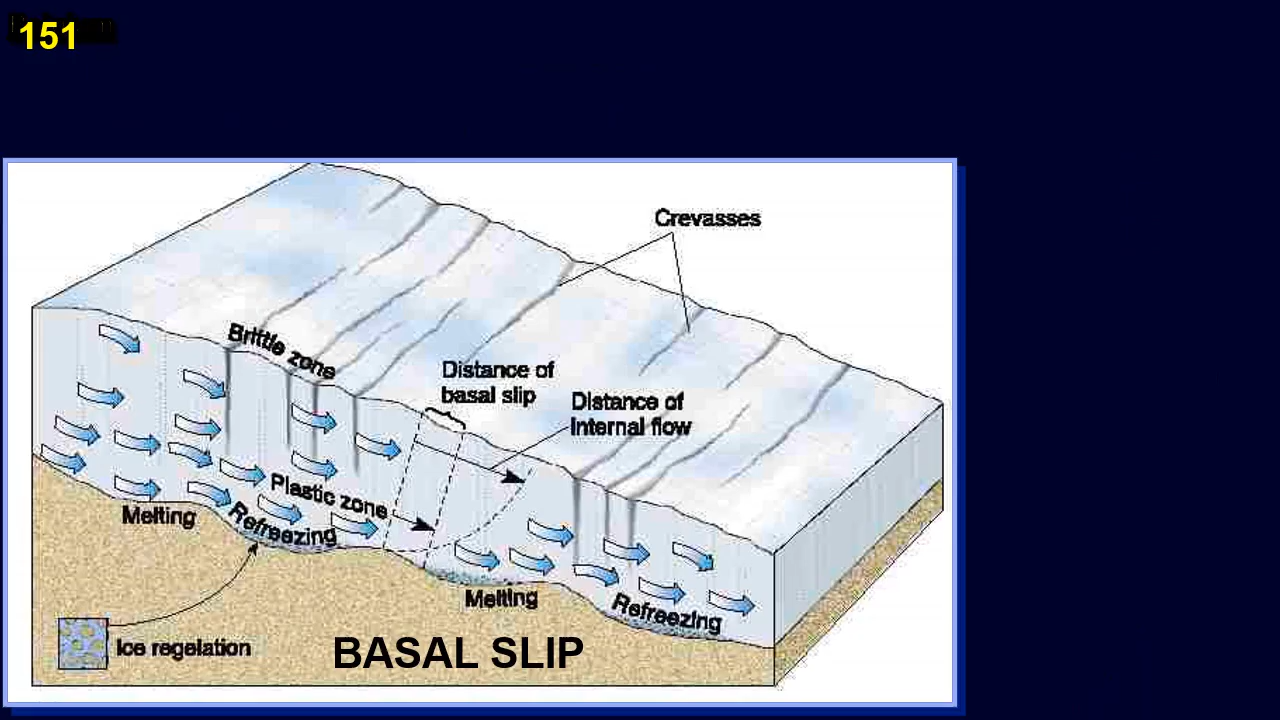 151
Crevasses
Brittle zone
Distance of
basal slip
Distance of
internal flow
Plastic zone
Melting
Refreezing
Melting
Refreezing
Ice regelation
BASAL SLIP